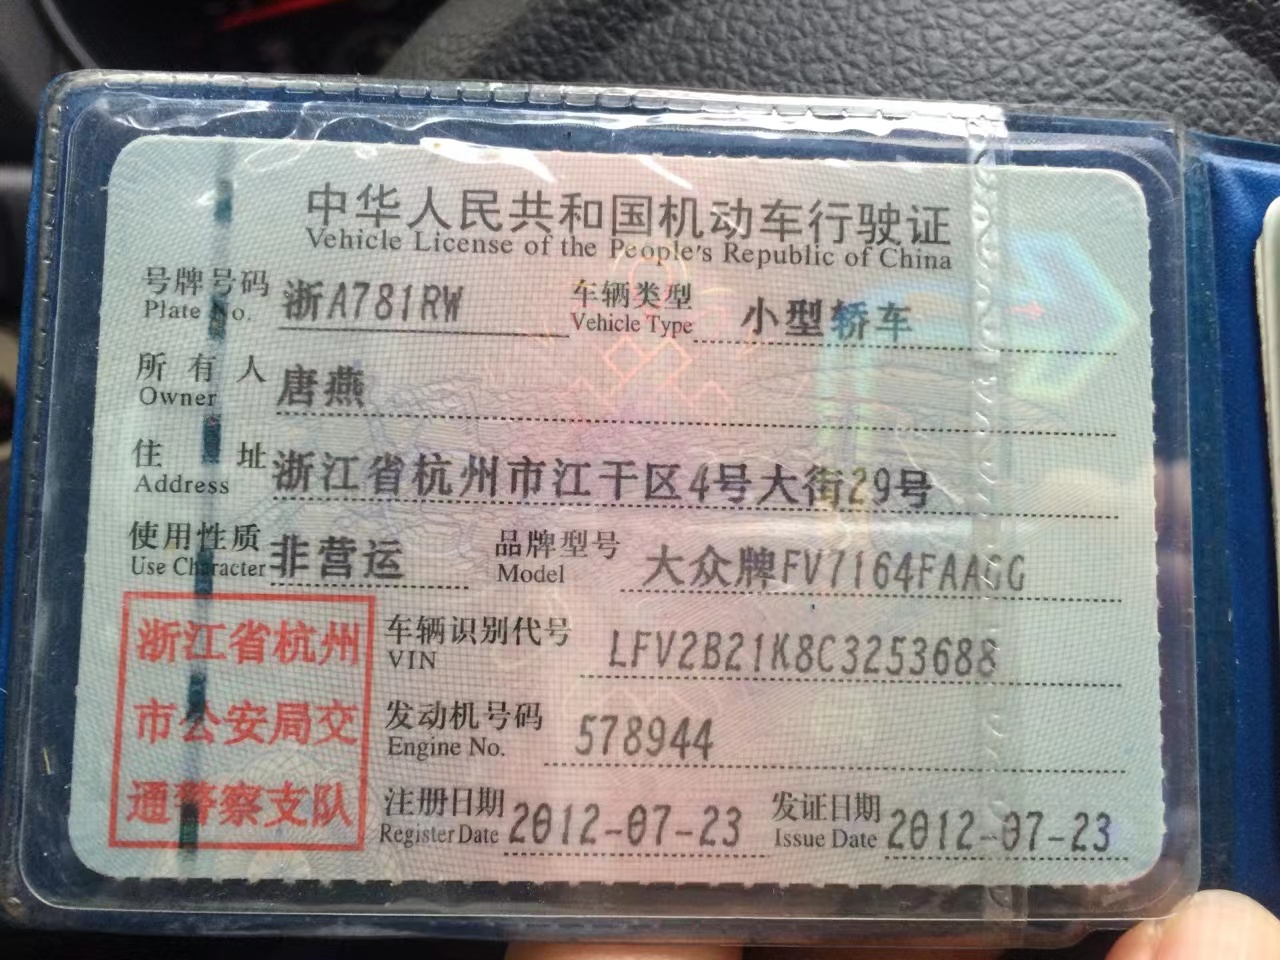 中华人民共和国机动车行驶证
Vehicle License of the People's Republic of China
号牌号码 浙A781RW 车辆类型 小型轿车
Plate No. Vehicle Type
所有人 唐燕
Owner
住址 浙江省杭州市江干区4号大街29号
Address
使用性质 非营运 品牌型号 大众牌FV7164FAAGG
Use Character Model
浙江省杭州
市公安局交
通警察支队
车辆识别代号 LFV2B21K8C3253688
VIN
发动机号码 578944
Engine No.
注册日期 2012-07-23 发证日期 2012-07-23
Register Date Issue Date